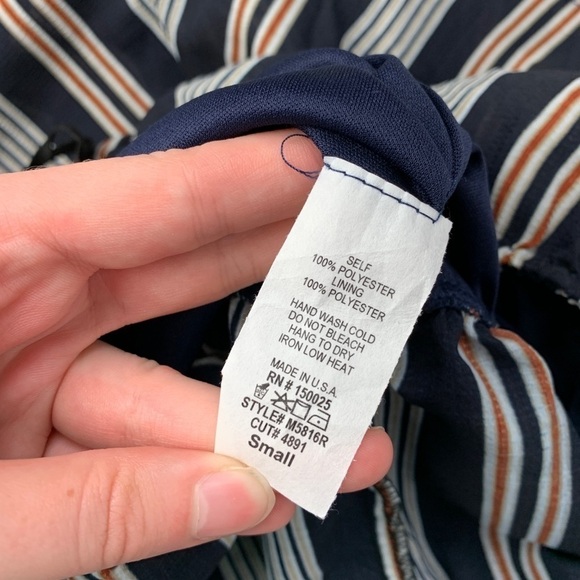 SELF
100% POLYESTER
LINING
100% POLYESTER
HAND WASH COLD
DO NOT BLEACH
HANG TO DRY
IRON LOW HEAT
MADE IN U.S.A.
RN # 150025
STYLE# M5816R
CUT# 4891
Small